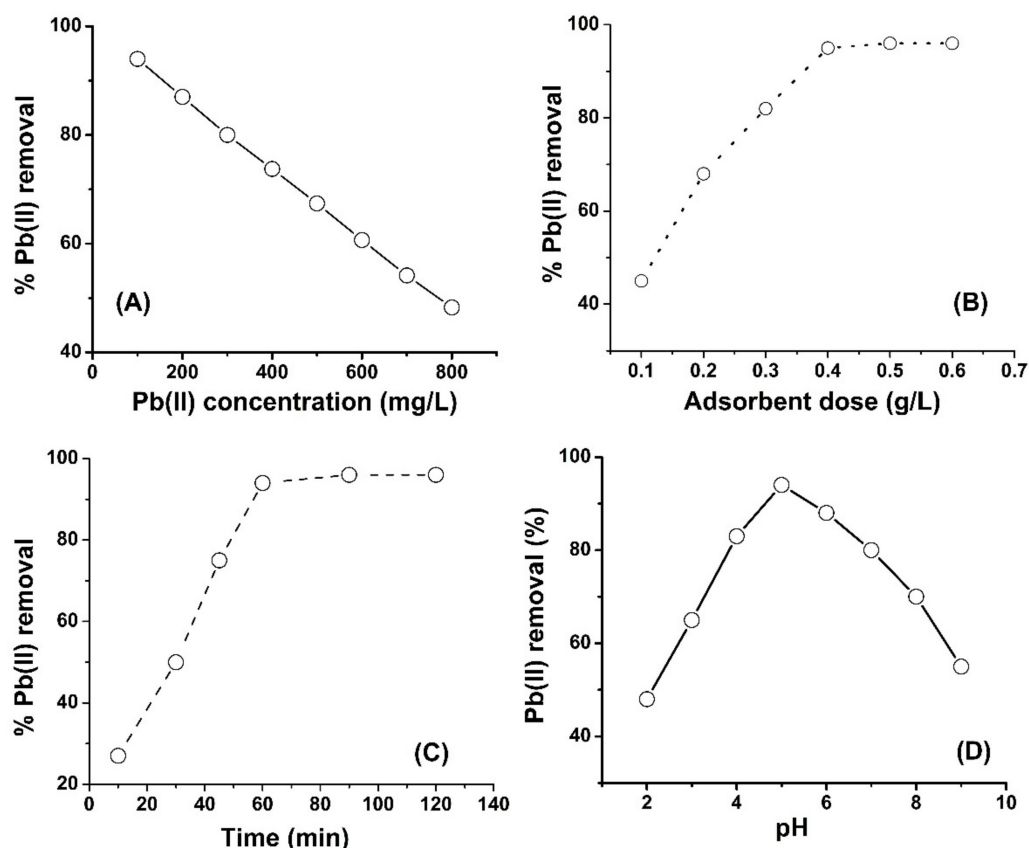 % Pb(II) removal
100
80
60
40
0 200 400 600 800
Pb(II) concentration (mg/L)
(A)
% Pb(II) removal
100
80
60
40
0.1 0.2 0.3 0.4 0.5 0.6 0.7
Adsorbent dose (g/L)
(B)
% Pb(II) removal
100
80
60
40
20
0 20 40 60 80 100 120 140
Time (min)
(C)
Pb(II) removal (%)
100
80
60
40
2 4 6 8 10
pH
(D)